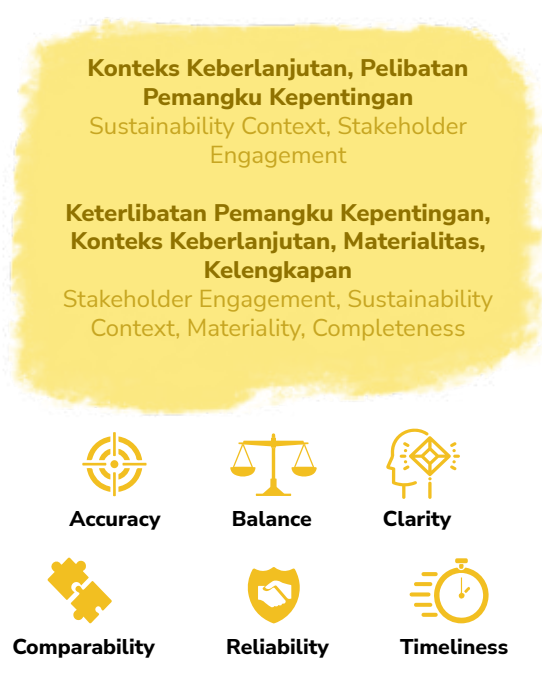 Konteks Keberlanjutan, Pelibatan
Pemangku Kepentingan
Sustainability Context, Stakeholder
Engagement
Keterlibatan Pemangku Kepentingan,
Konteks Keberlanjutan, Materialitas,
Kelengkapan
Stakeholder Engagement, Sustainability
Context, Materiality, Completeness
Accuracy
Balance
Clarity
Comparability
Reliability
Timeliness